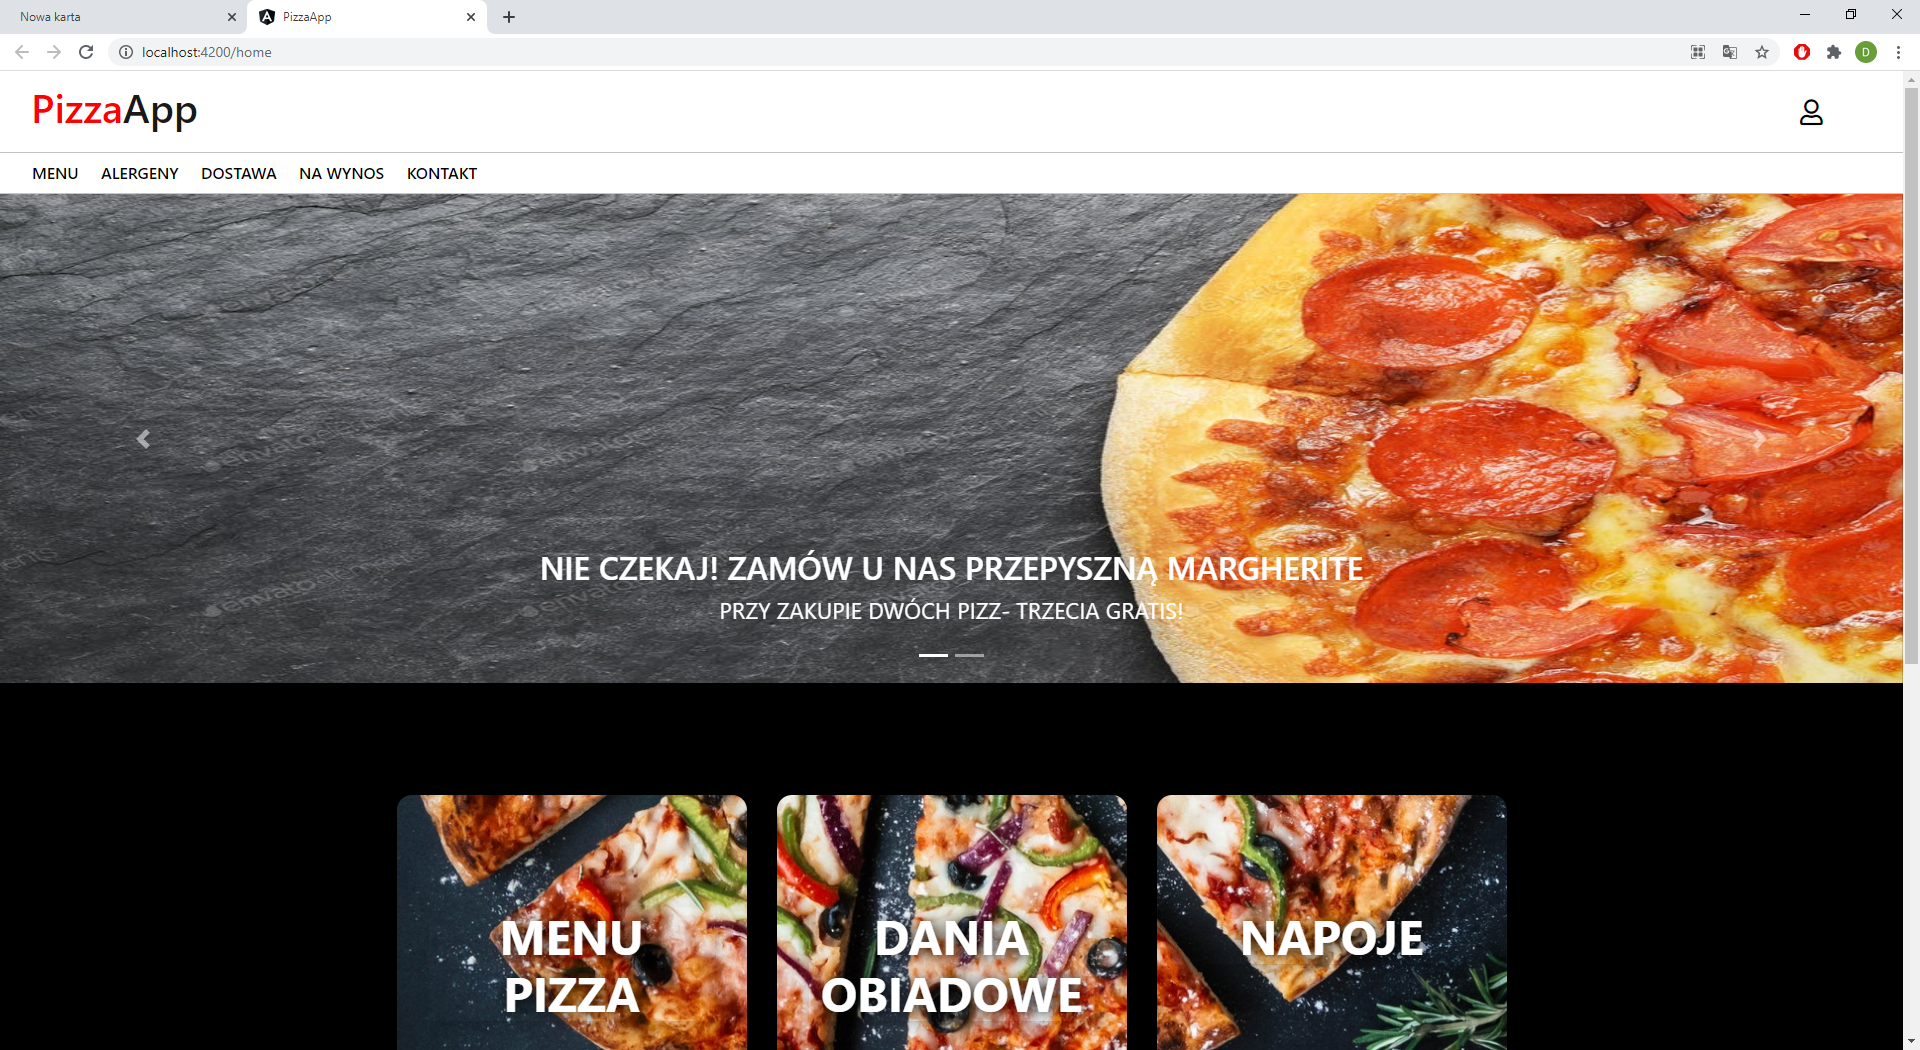 Nowa karta
PizzaApp
localhost:4200/home
D
PizzaApp
MENU ALERGENY DOSTAWA NA WYNOS KONTAKT
NIE CZEKAJ! ZAMÓW U NAS PRZEPYSZNĄ MARGHERITE
PRZY ZAKUPIE DWÓCH PIZZ- TRZECIA GRATIS!
MENU
PIZZA
DANIA
OBIADOWE
NAPOJE